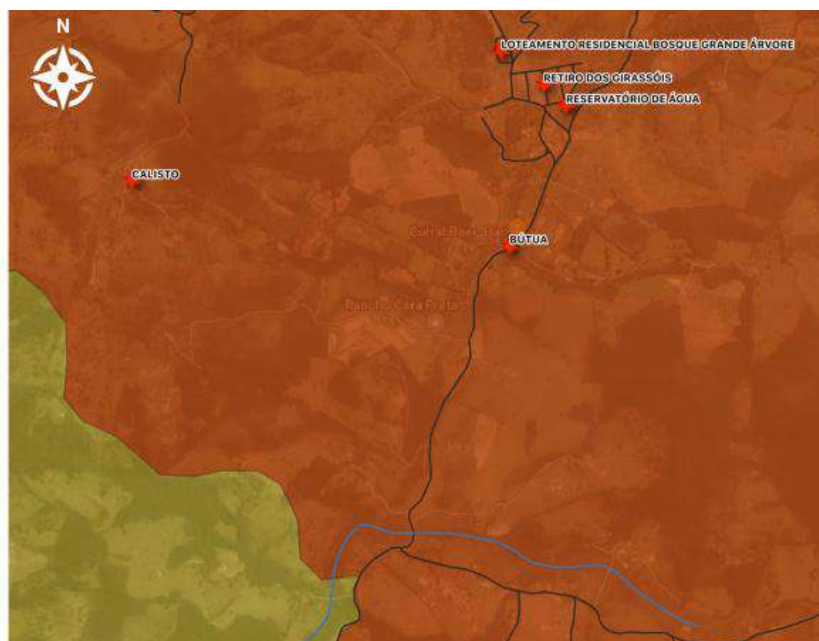 N
LOTEAMENTO RESIDENCIAL BOSQUE GRANDE ÁRVORE
RETIRO DOS GIRASSÓIS
RESERVATÓRIO DE ÁGUA
CALISTO
BÚTUA
Rancho Cara Preta